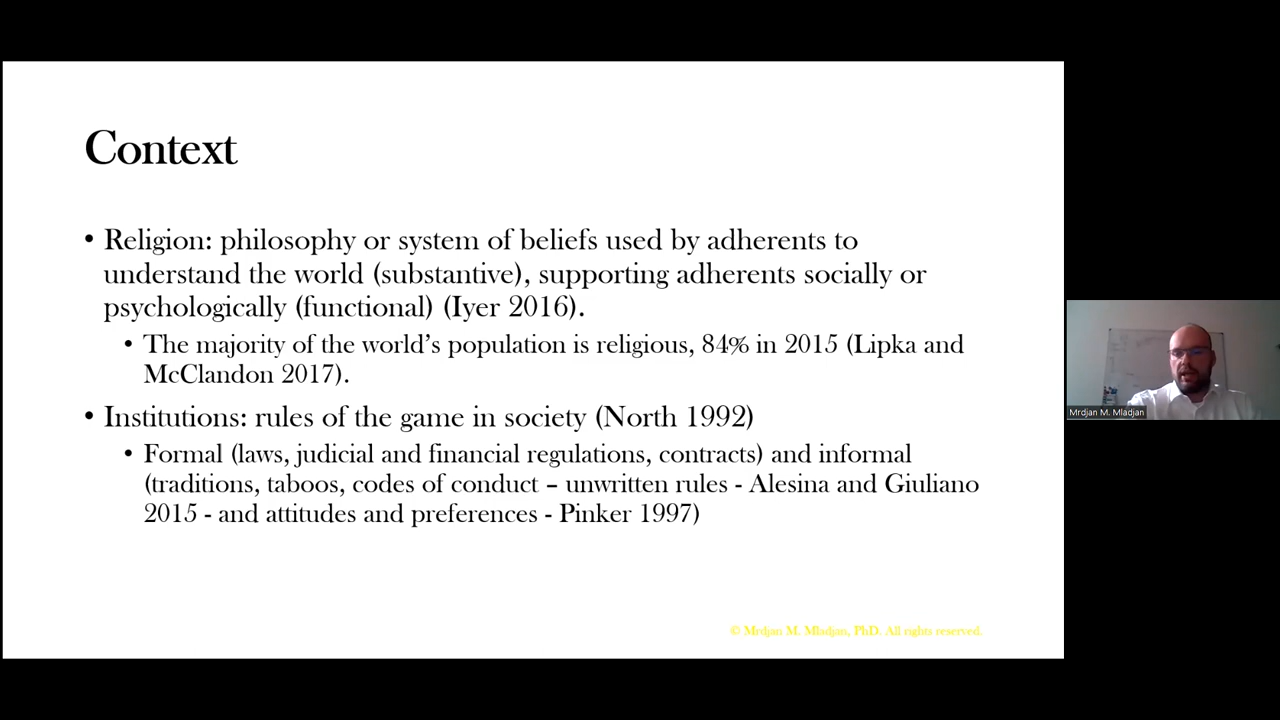 Context
• Religion: philosophy or system of beliefs used by adherents to
understand the world (substantive), supporting adherents socially or
psychologically (functional) (Iyer 2016).
• The majority of the world's population is religious, 84% in 2015 (Lipka and
McClandon 2017).
• Institutions: rules of the game in society (North 1992)
• Formal (laws, judicial and financial regulations, contracts) and informal
(traditions, taboos, codes of conduct – unwritten rules - Alesina and Giuliano
2015 - and attitudes and preferences - Pinker 1997)
© Mrdjan M. Mladjan, PhD. All rights reserved.
Mrdjan M. Mladjan